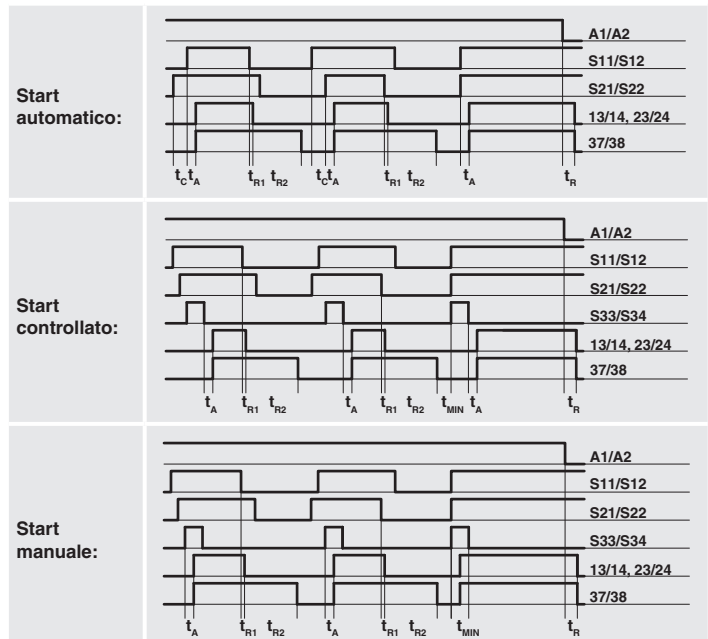 Start
automatico:
A1/A2
S11/S12
S21/S22
13/14, 23/24
37/38
tC tA tR1 tR2 tC tA tR1 tR2 tA tR
Start
controllato:
A1/A2
S11/S12
S21/S22
S33/S34
13/14, 23/24
37/38
tA tR1 tR2 tA tR1 tR2 tMIN tA tR
Start
manuale:
A1/A2
S11/S12
S21/S22
S33/S34
13/14, 23/24
37/38
tA tR1 tR2 tA tR1 tR2 tMIN tR